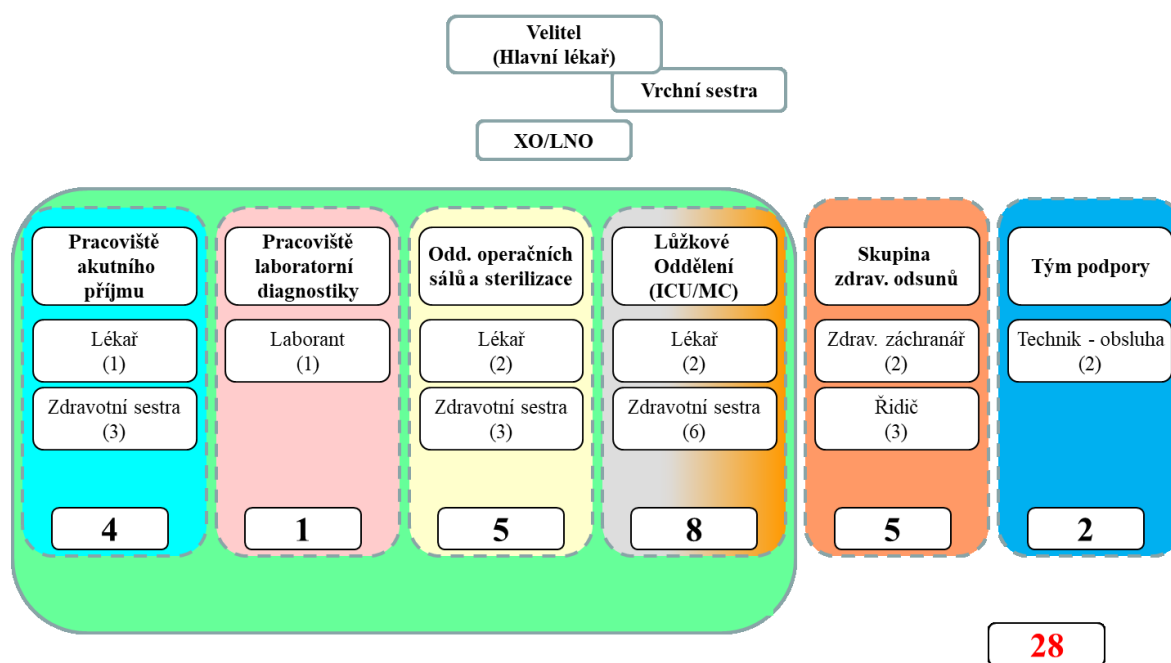 Velitel
(Hlavní lékař)
Vrchní sestra
XO/LNO
Pracoviště
akutního
příjmu
Lékař
(1)
Zdravotní sestra
(3)
4
Pracoviště
laboratorní
diagnostiky
Laborant
(1)
1
Odd. operačních
sálů a sterilizace
Lékař
(2)
Zdravotní sestra
(3)
5
Lůžkové
Oddělení
(ICU/MC)
Lékař
(2)
Zdravotní sestra
(6)
8
Skupina
zdrav. odsunů
Zdrav. záchranář
(2)
Řidič
(3)
5
Tým podpory
Technik - obsluha
(2)
2
28